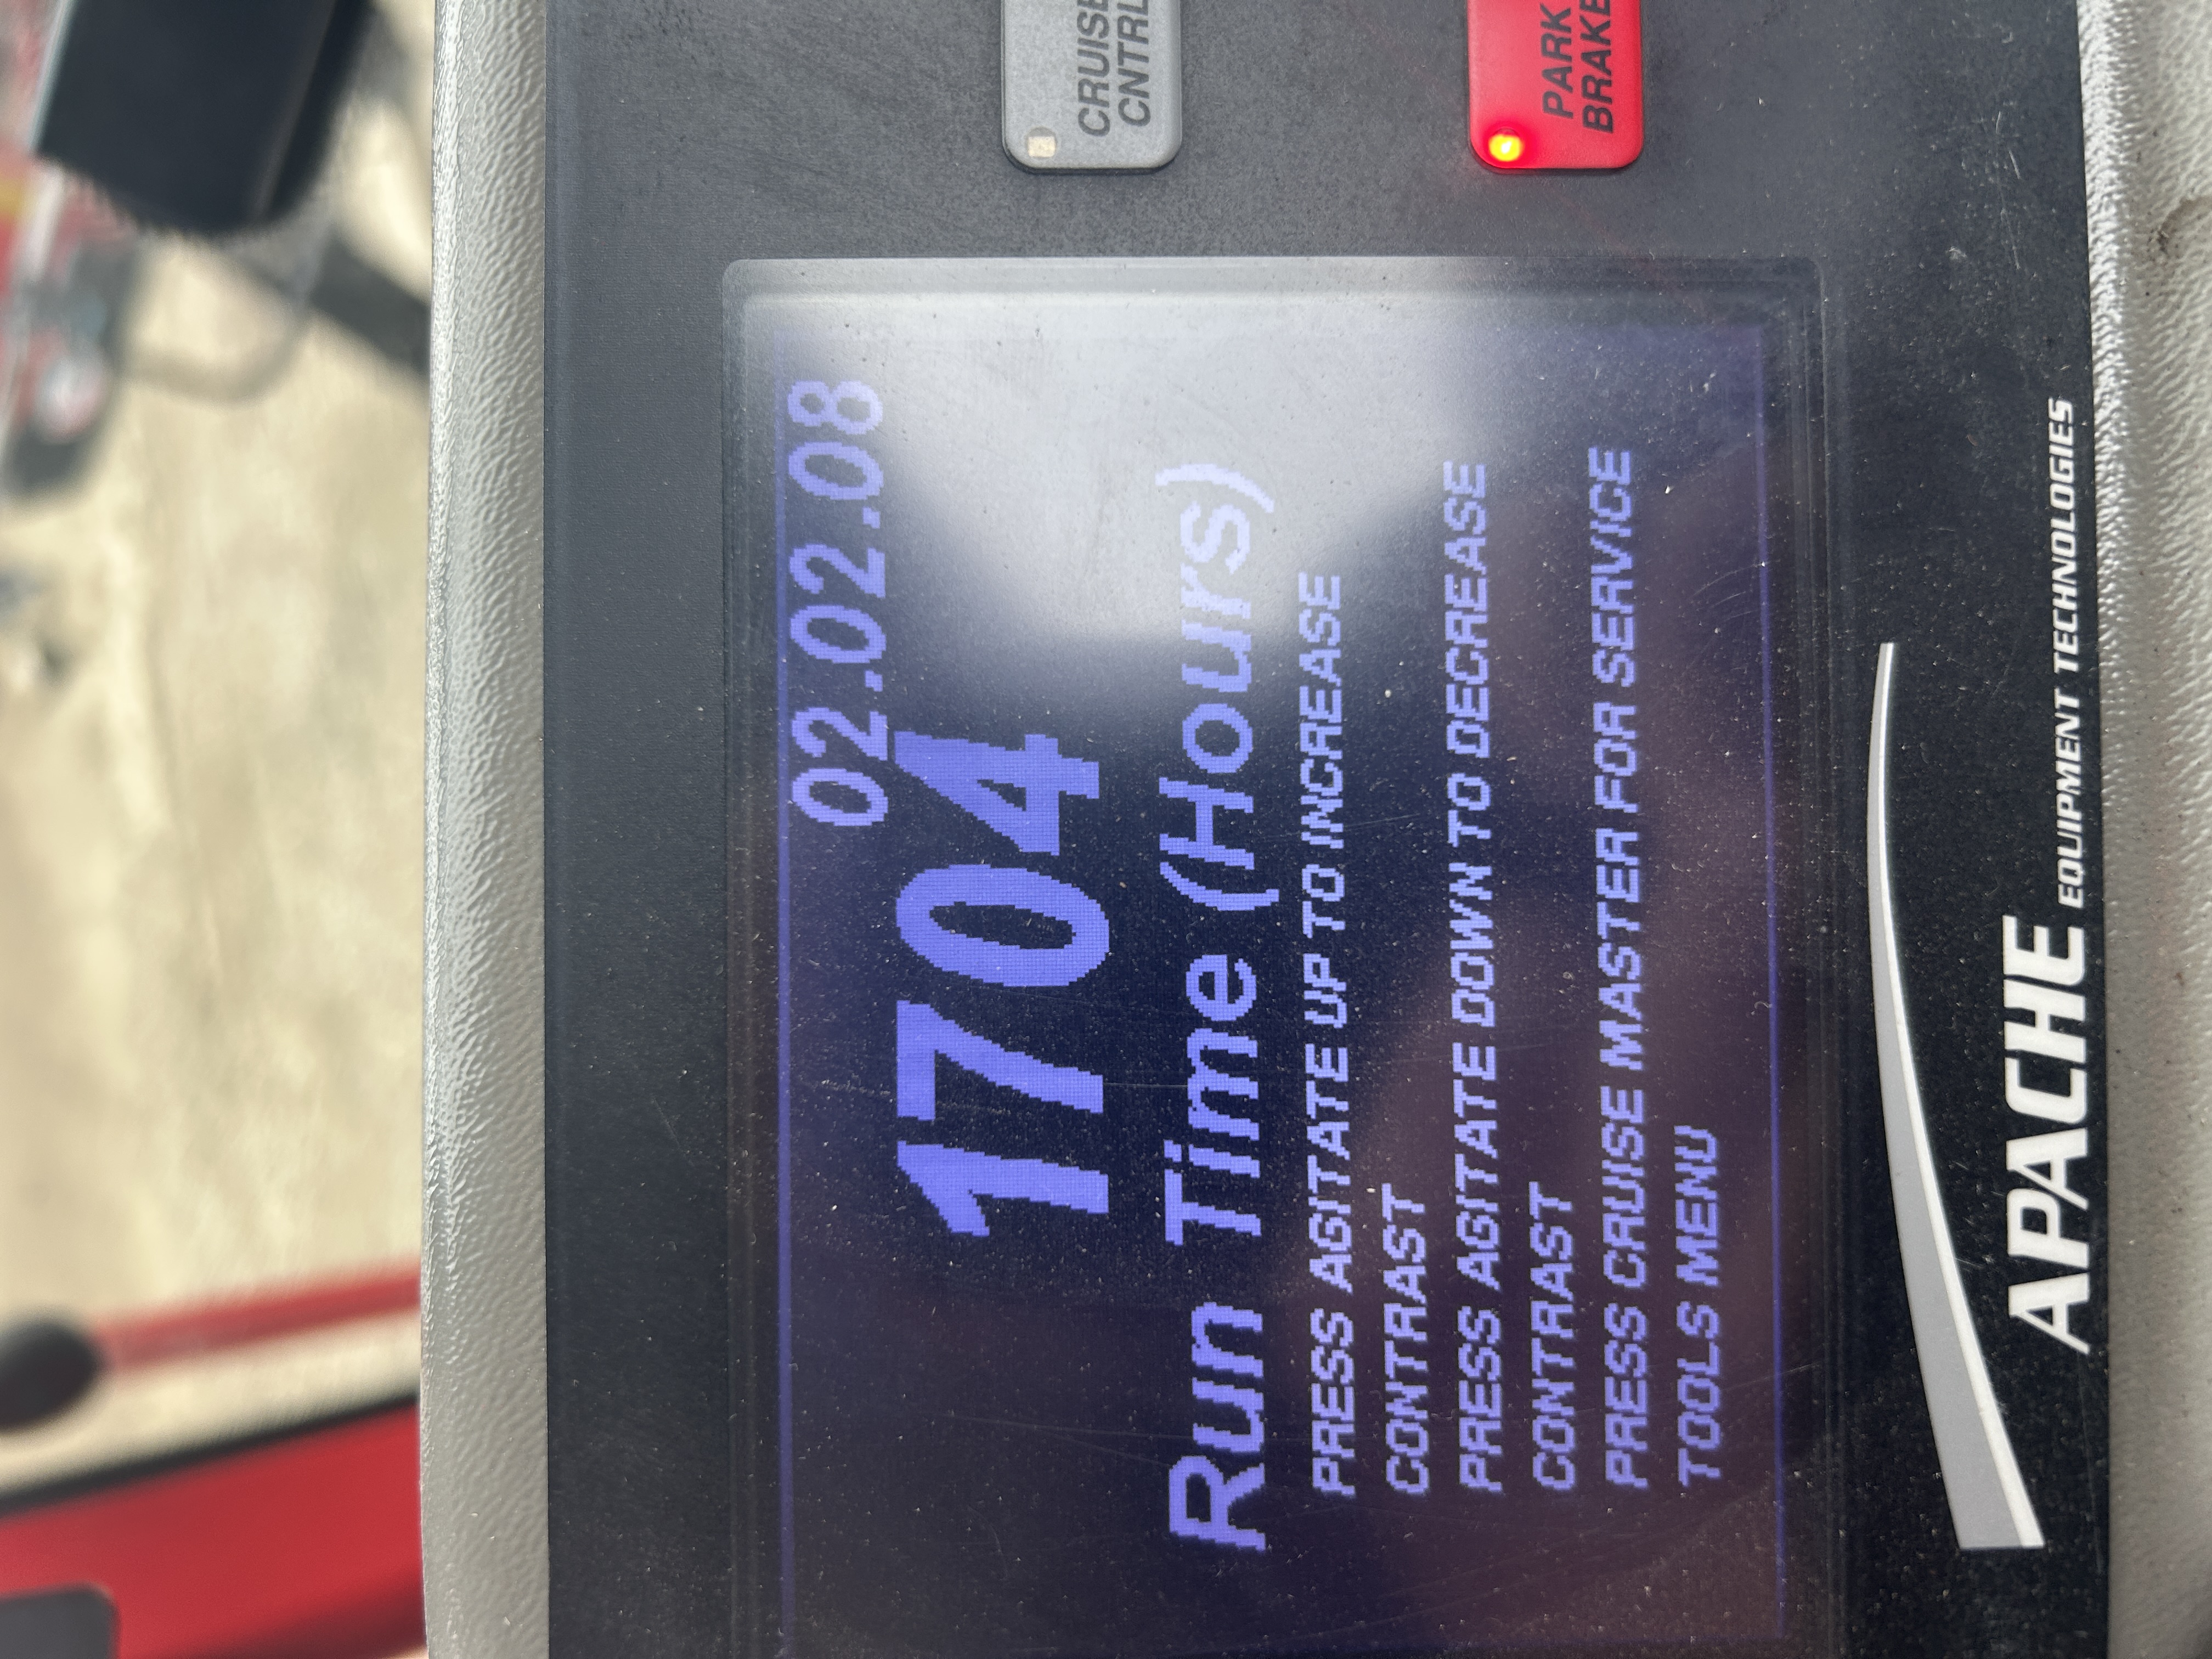 02.02.08
1704
Run Time (Hours)
PRESS AGITATE UP TO INCREASE
CONTRAST
PRESS AGITATE DOWN TO DECREASE
CONTRAST
PRESS CRUISE MASTER FOR SERVICE
TOOLS MENU
CRUISE
CNTRL
PARK
BRAKE
APACHE EQUIPMENT TECHNOLOGIES